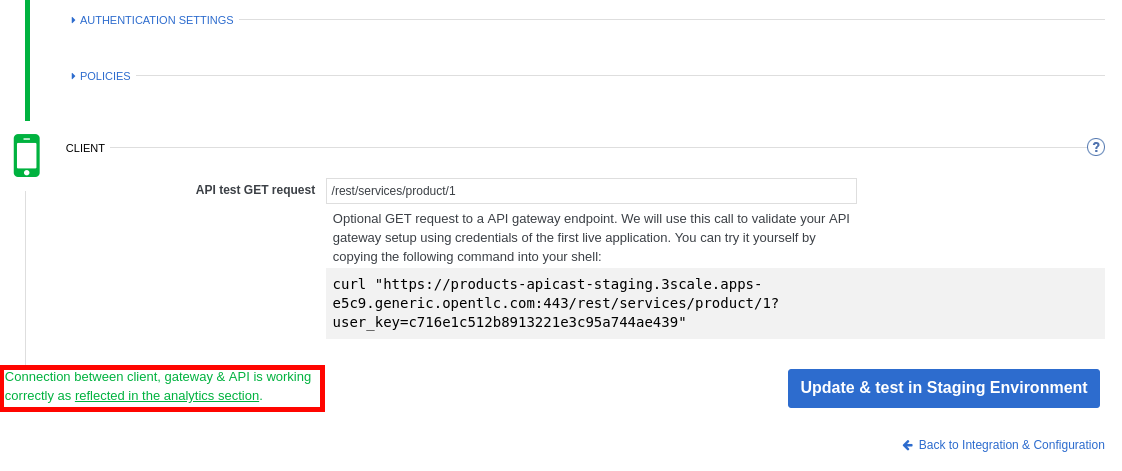 AUTHENTICATION SETTINGS
POLICIES
CLIENT
?
API test GET request
/rest/services/product/1
Optional GET request to a API gateway endpoint. We will use this call to validate your API
gateway setup using credentials of the first live application. You can try it yourself by
copying the following command into your shell:
curl "https://products-apicast-staging.3scale.apps-
e5c9.generic.opentlc.com:443/rest/services/product/1?
user_key=c716e1c512b8913221e3c95a744ae439"
Connection between client, gateway & API is working
correctly as reflected in the analytics section.
Update & test in Staging Environment
Back to Integration & Configuration